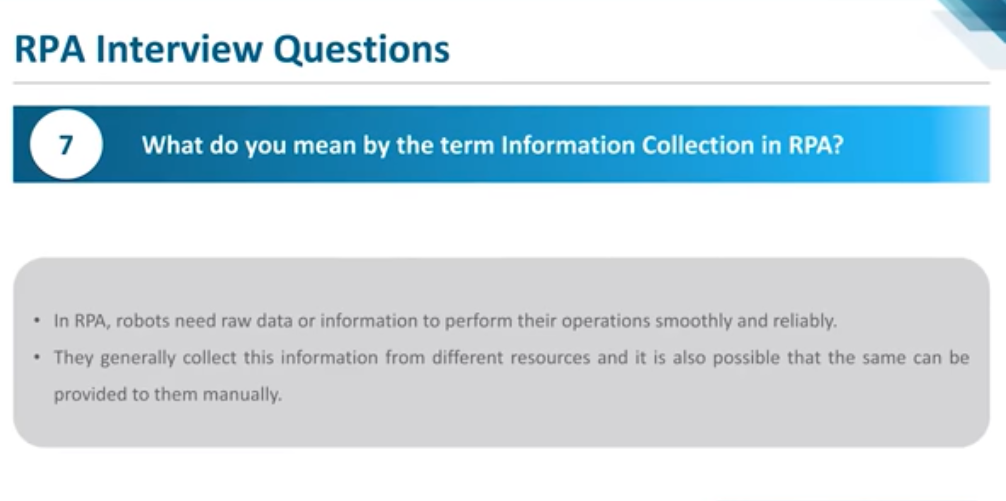 RPA Interview Questions
7
What do you mean by the term Information Collection in RPA?
• In RPA, robots need raw data or information to perform their operations smoothly and reliably.
• They generally collect this information from different resources and it is also possible that the same can be
provided to them manually.